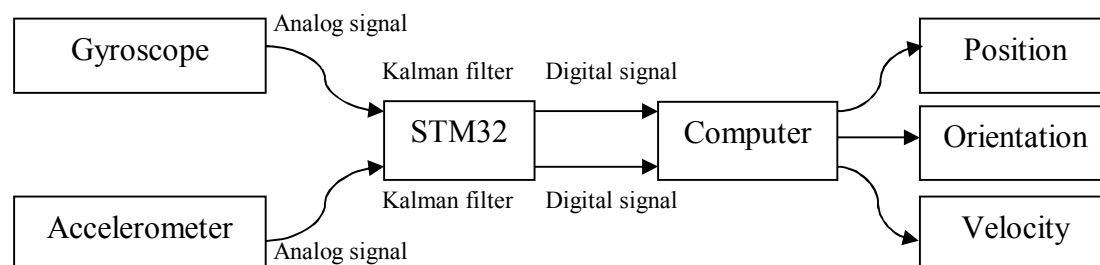 Analog signal
Gyroscope
Position
Kalman filter
Digital signal
STM32
Computer
Orientation
Kalman filter
Digital signal
Accelerometer
Velocity
Analog signal